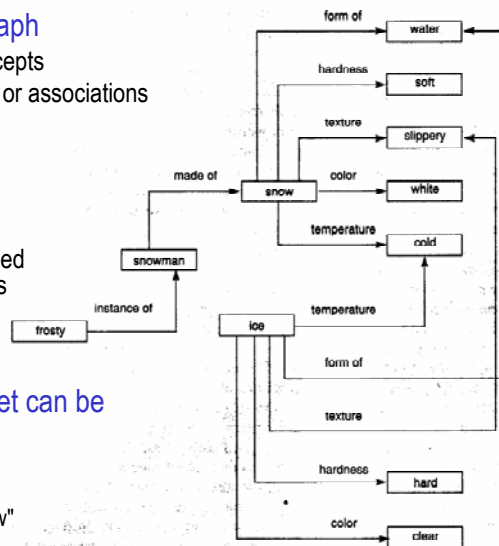 aph
cepts
or associations
ed
s
et can be
w"
form of
water
hardness
soft
texture
slippery
made of
snow
color
white
temperature
cold
snowman
instance of
frosty
ice
temperature
form of
texture
hardness
hard
color
clear